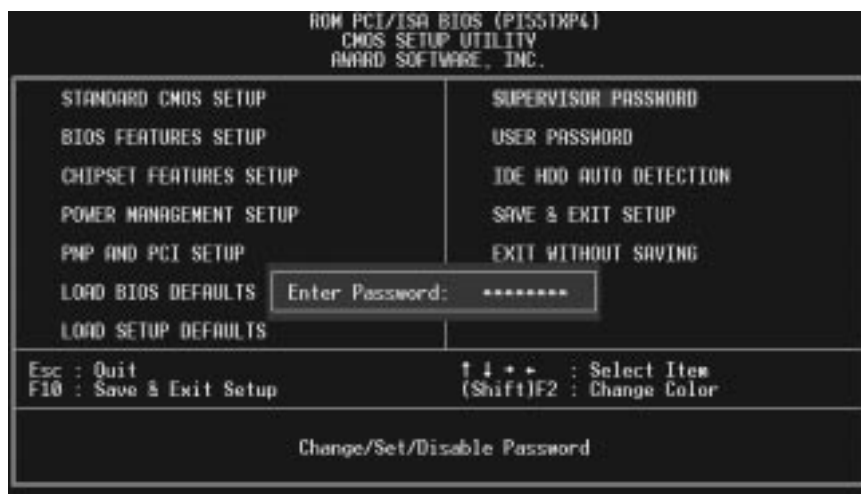 ROM PCI/ISA BIOS (PI55TXP4)
CMOS SETUP UTILITY
AWARD SOFTWARE, INC.
STANDARD CMOS SETUP
BIOS FEATURES SETUP
CHIPSET FEATURES SETUP
POWER MANAGEMENT SETUP
PNP AND PCI SETUP
LOAD BIOS DEFAULTS
LOAD SETUP DEFAULTS
SUPERVISOR PASSWORD
USER PASSWORD
IDE HDD AUTO DETECTION
SAVE & EXIT SETUP
EXIT WITHOUT SAVING
Enter Password: ********
Esc : Quit
F10 : Save & Exit Setup
↑ ↓ → ← : Select Item
(Shift)F2 : Change Color
Change/Set/Disable Password